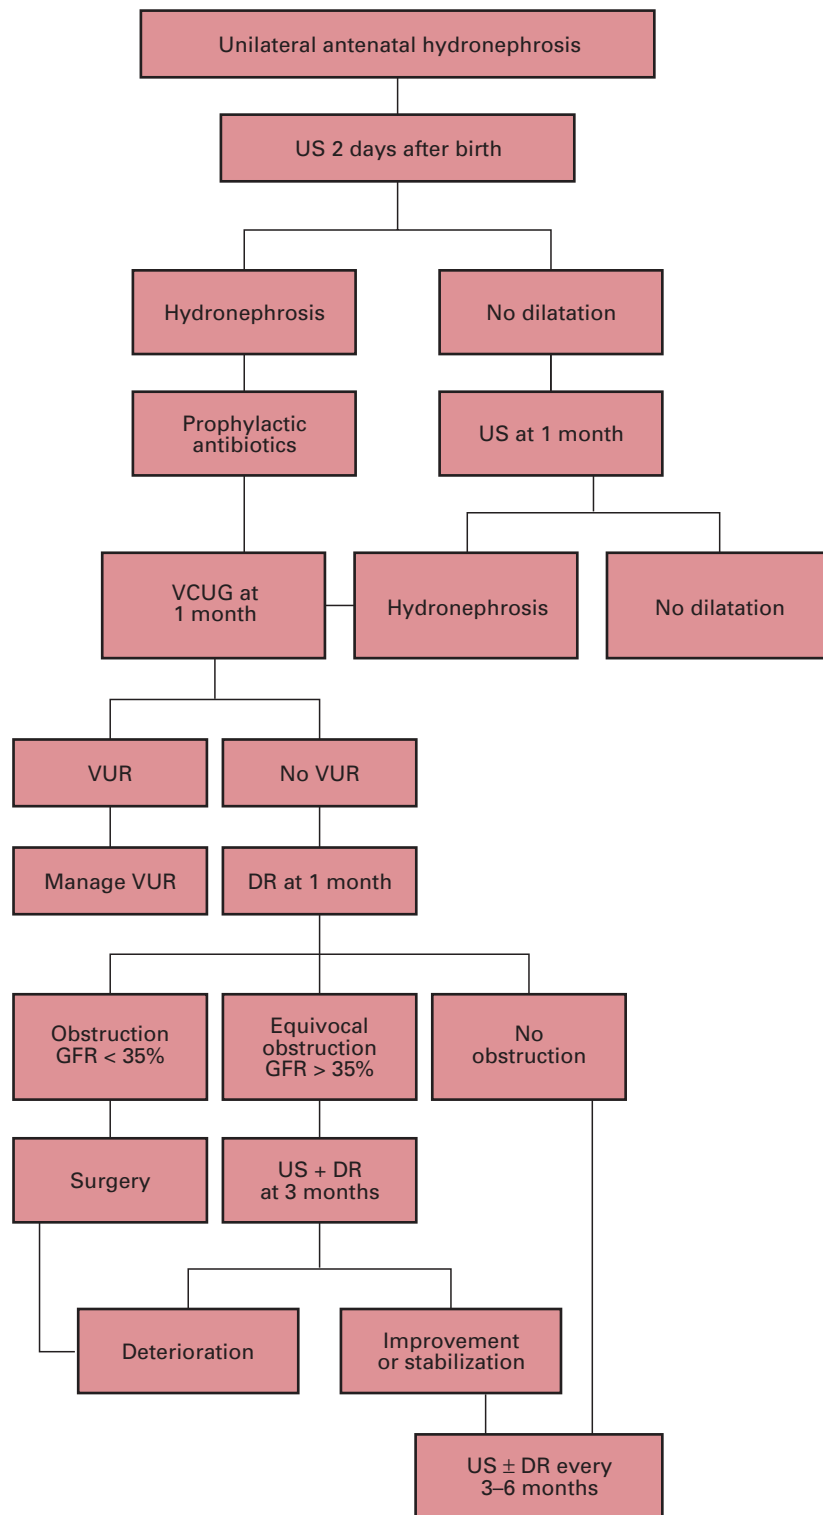 Unilateral antenatal hydronephrosis
US 2 days after birth
Hydronephrosis
No dilatation
Prophylactic
antibiotics
US at 1 month
VCUG at
1 month
Hydronephrosis
No dilatation
VUR
No VUR
Manage VUR
DR at 1 month
Obstruction
GFR < 35%
Equivocal
obstruction
GFR > 35%
No
obstruction
Surgery
US + DR
at 3 months
Deterioration
Improvement
or stabilization
US ± DR every
3–6 months